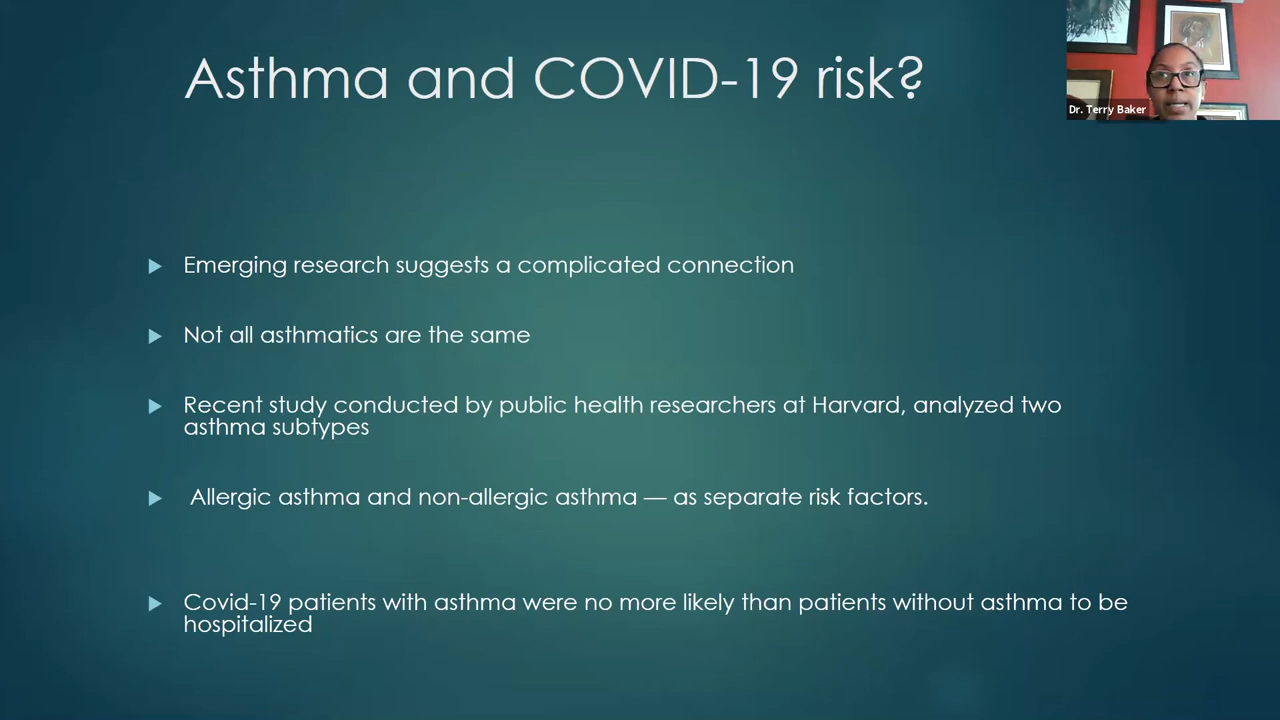 Asthma and COVID-19 risk?
Dr. Terry Baker
Emerging research suggests a complicated connection
Not all asthmatics are the same
Recent study conducted by public health researchers at Harvard, analyzed two
asthma subtypes
Allergic asthma and non-allergic asthma — as separate risk factors.
Covid-19 patients with asthma were no more likely than patients without asthma to be
hospitalized